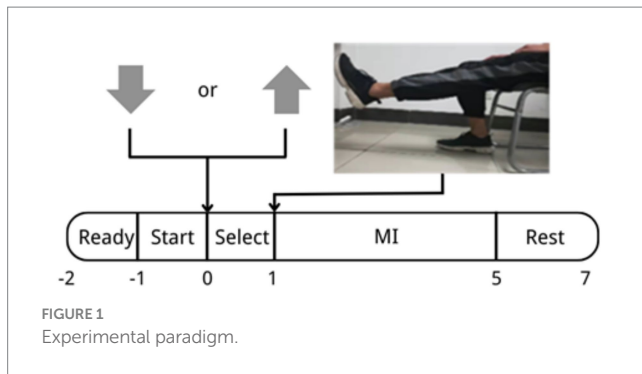 or
Ready Start Select MI Rest
-2 -1 0 1 5 7
FIGURE 1
Experimental paradigm.